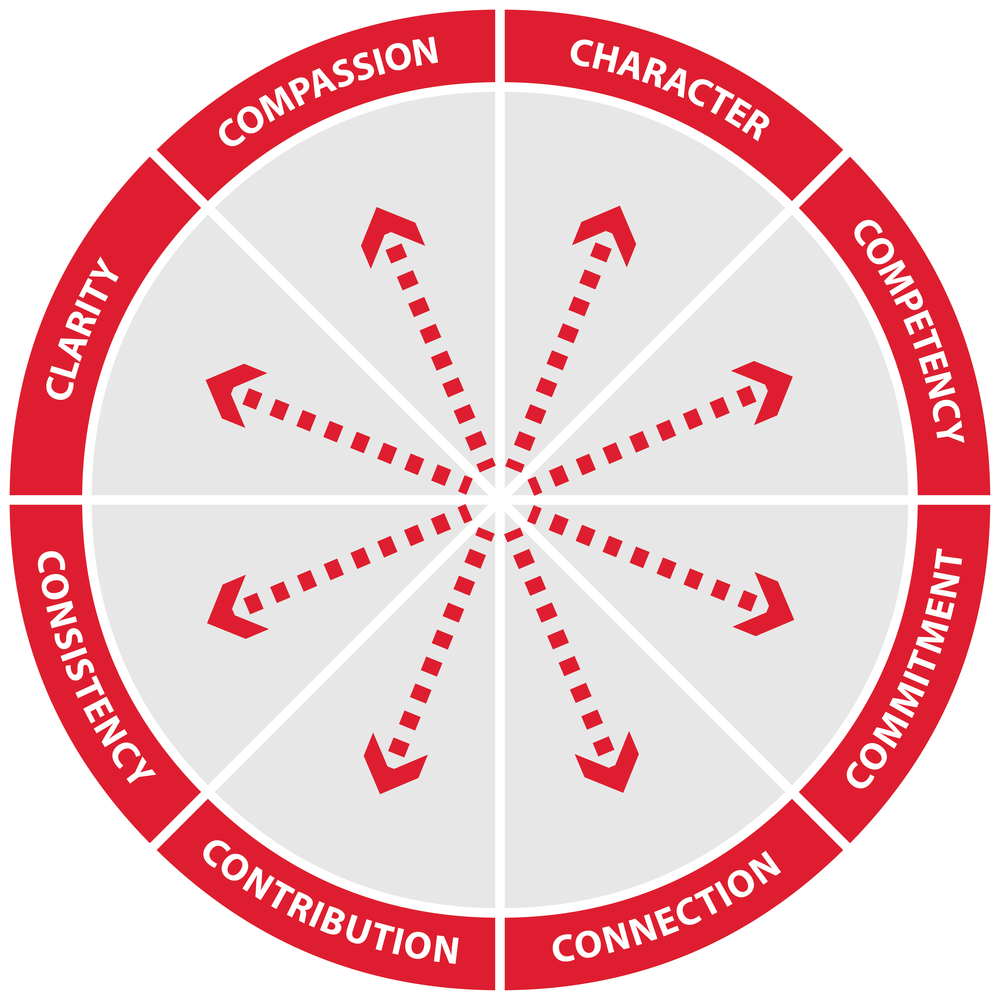 COMPASSION
CHARACTER
COMPETENCY
COMMITMENT
CONNECTION
CONTRIBUTION
CONSISTENCY
CLARITY